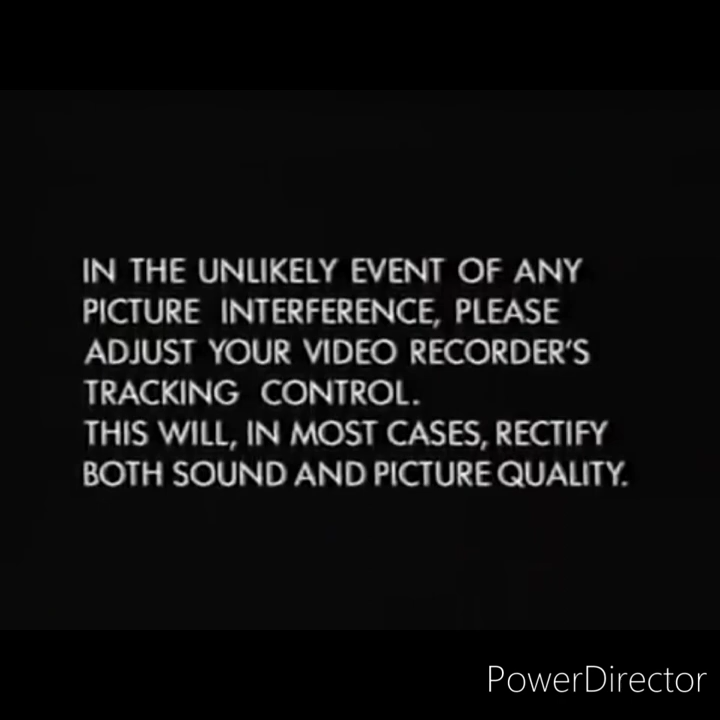 IN THE UNLIKELY EVENT OF ANY
PICTURE INTERFERENCE, PLEASE
ADJUST YOUR VIDEO RECORDER'S
TRACKING CONTROL.
THIS WILL, IN MOST CASES, RECTIFY
BOTH SOUND AND PICTURE QUALITY.
PowerDirector